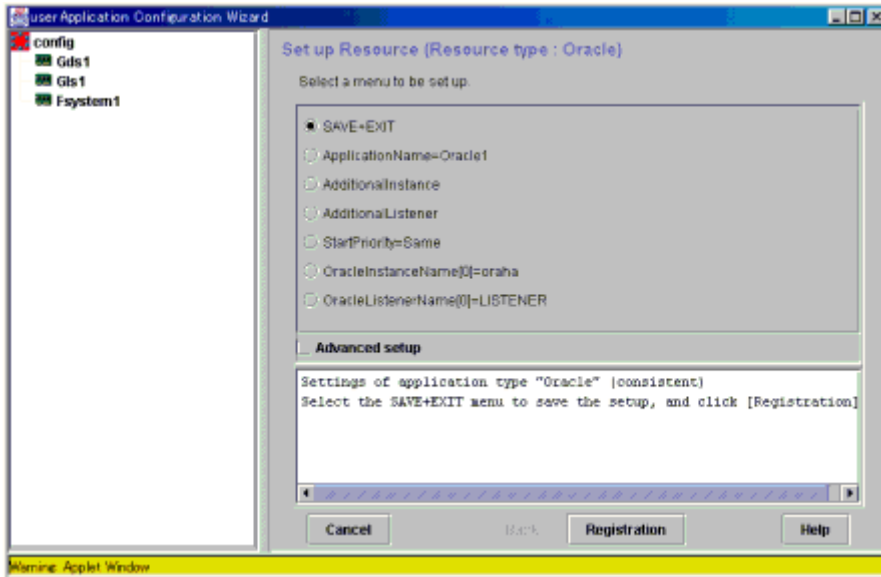 userApplication Configuration Wizard
config
Gds1
Gls1
Fsystem1
Set up Resource (Resource type : Oracle)
Select a menu to be set up.
SAVE+EXIT
ApplicationName=Oracle1
AdditionalInstance
AdditionalListener
StartPriority=Same
OracleInstanceName[0]=oraha
OracleListenerName[0]=LISTENER
Advanced setup
Settings of application type "Oracle" (consistent)
Select the SAVE+EXIT menu to save the setup, and click [Registration]
Cancel
Back
Registration
Help
Warning: Applet Window